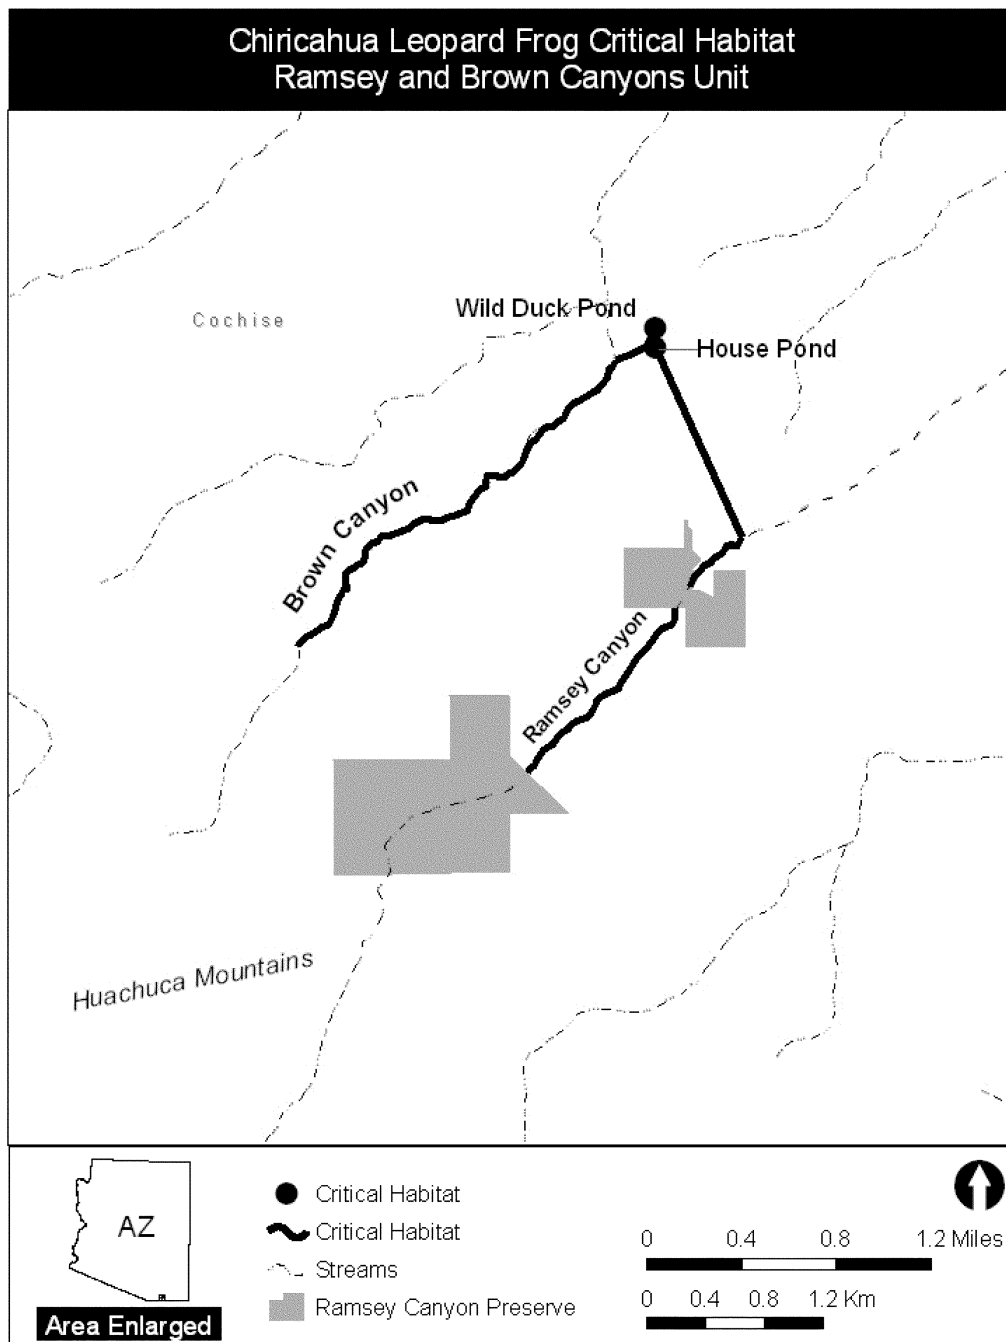 Chiricahua Leopard Frog Critical Habitat
Ramsey and Brown Canyons Unit
Wild Duck Pond
Cochise
House Pond
Brown Canyon
Ramsey Canyon
Huachuca Mountains
AZ
Area Enlarged
Critical Habitat
Critical Habitat
Streams
Ramsey Canyon Preserve
0 0.4 0.8 1.2 Miles
0 0.4 0.8 1.2 Km